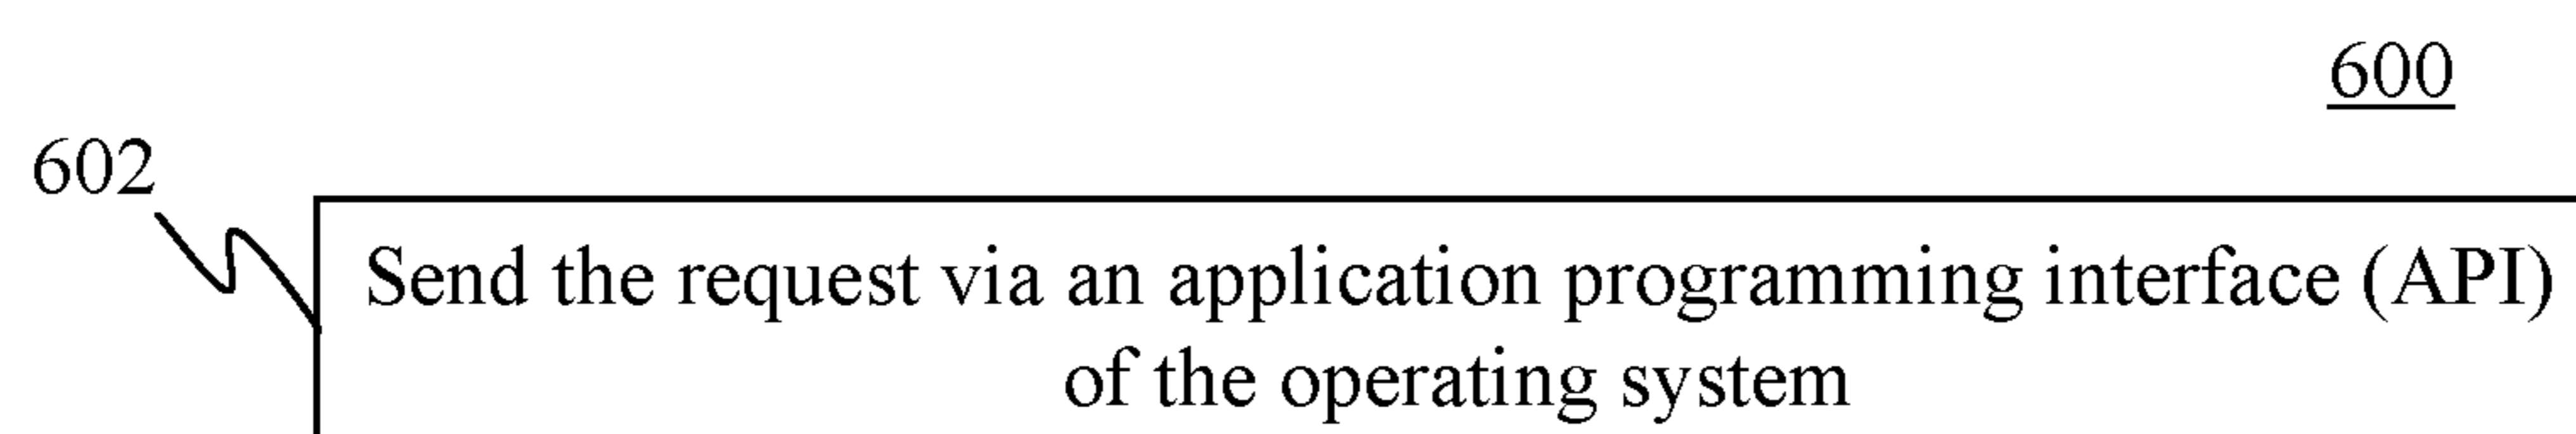 600
602
Send the request via an application programming interface (API)
of the operating system